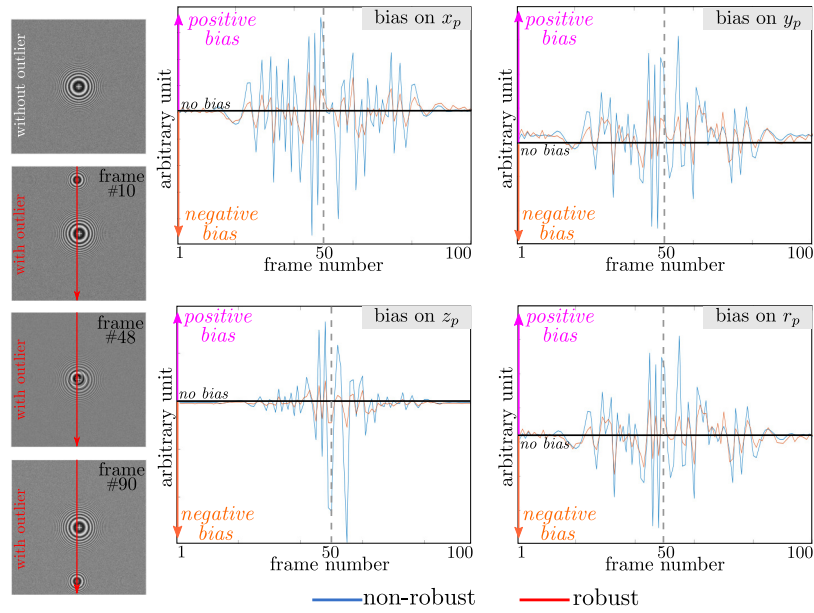 without outlier
with outlier
frame
#10
with outlier
frame
#48
with outlier
frame
#90
positive
bias
bias on x_p
arbitrary unit
no bias
negative
bias
1
50
100
frame number
positive
bias
bias on y_p
arbitrary unit
no bias
negative
bias
1
50
100
frame number
positive
bias
bias on z_p
arbitrary unit
no bias
negative
bias
1
50
100
frame number
positive
bias
bias on r_p
arbitrary unit
no bias
negative
bias
1
50
100
frame number
non-robust
robust